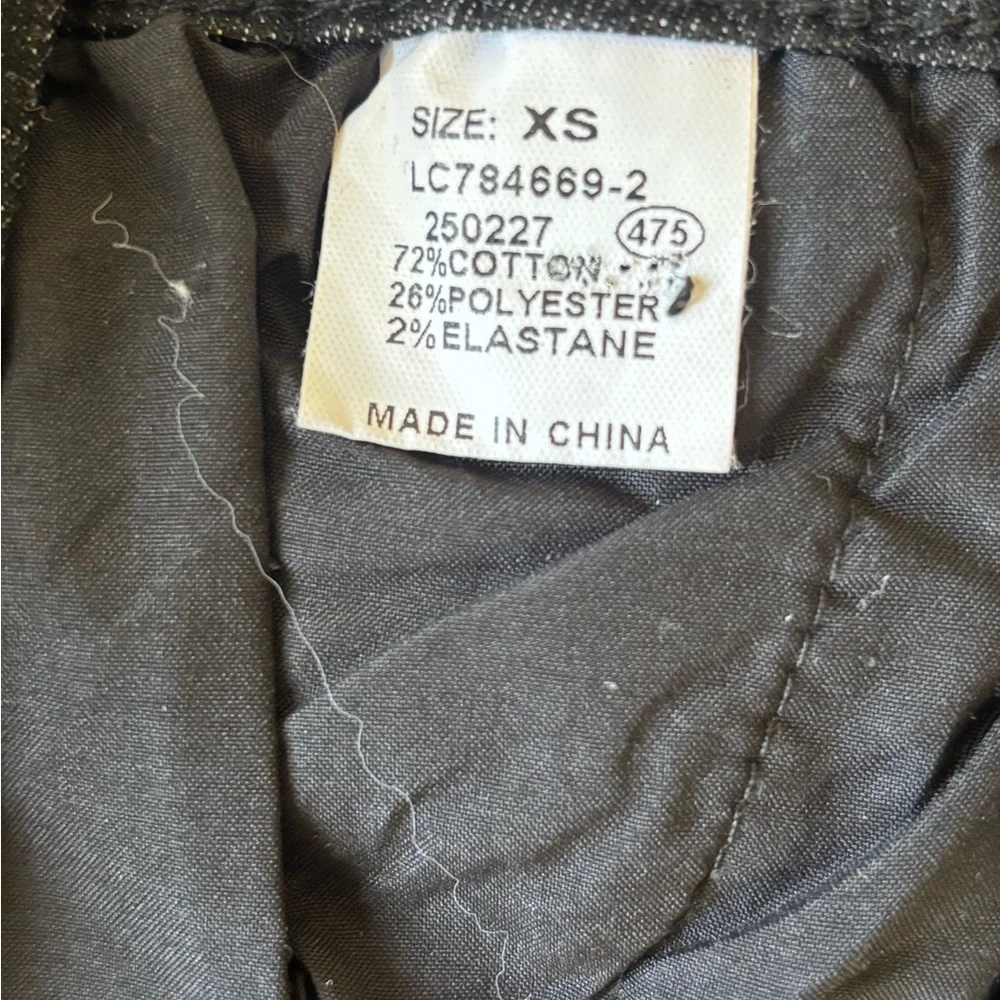 SIZE: XS
LC784669-2
250227 475
72%COTTON
26%POLYESTER
2%ELASTANE
MADE IN CHINA